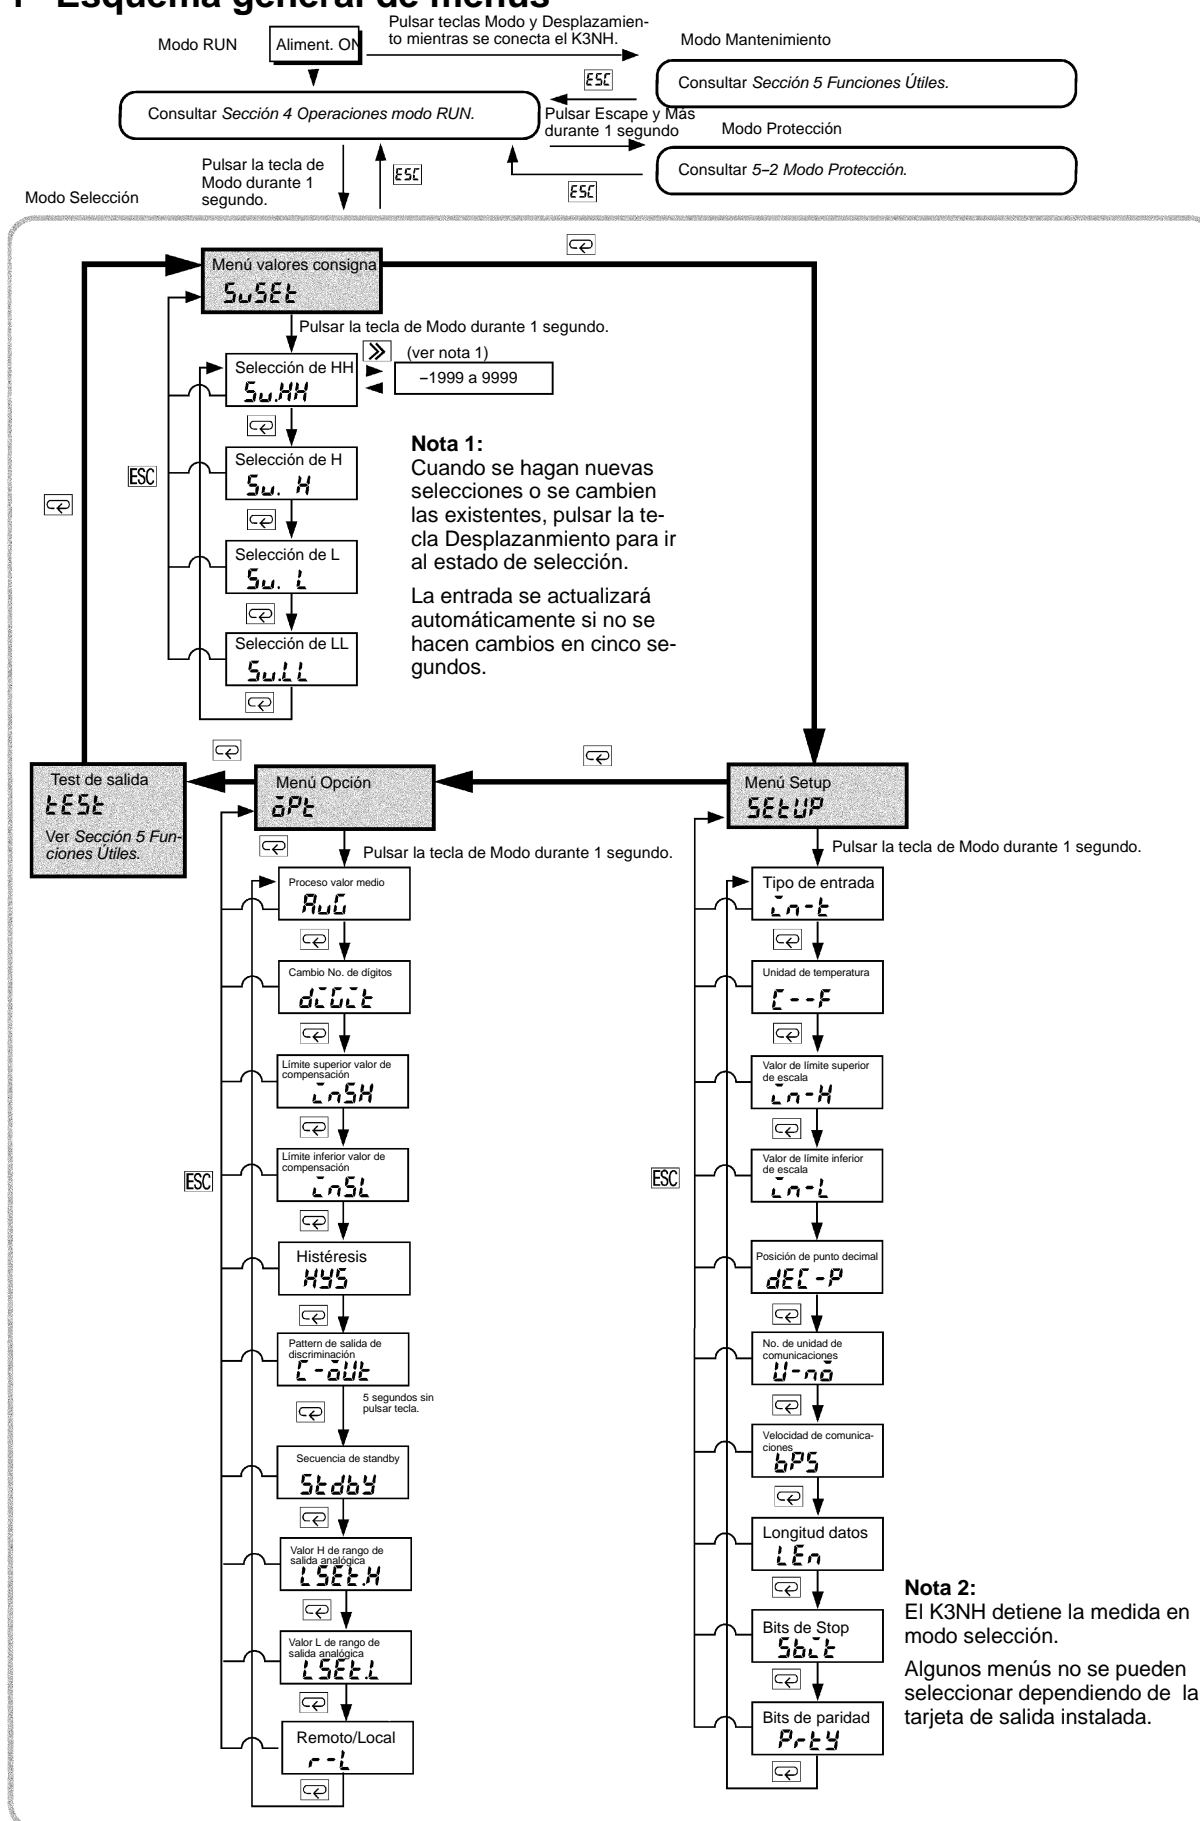 Esquema general de menús
Pulsar teclas Modo y Desplazamien-
to mientras se conecta el K3NH.
Modo RUN
Aliment. ON
Modo Mantenimiento
ESC
Consultar Sección 5 Funciones Útiles.
Consultar Sección 4 Operaciones modo RUN.
Pulsar Escape y Más
durante 1 segundo
Modo Protección
Pulsar la tecla de
Modo durante 1
segundo.
ESC
Consultar 5–2 Modo Protección.
ESC
Modo Selección
Menú valores consigna
SvSEt
Pulsar la tecla de Modo durante 1 segundo.
(ver nota 1)
Selección de HH
Sv.HH
–1999 a 9999
Selección de H
Sv. H
ESC
Selección de L
Sv. L
Selección de LL
Sv.LL
Nota 1:
Cuando se hagan nuevas
selecciones o se cambien
las existentes, pulsar la te-
cla Desplazanmiento para ir
al estado de selección.
La entrada se actualizará
automáticamente si no se
hacen cambios en cinco se-
gundos.
Test de salida
tESt
Ver Sección 5 Fun-
ciones Útiles.
Menú Opción
oPt
Pulsar la tecla de Modo durante 1 segundo.
Proceso valor medio
AvG
Cambio No. de dígitos
diGit
Límite superior valor de
compensación
inSH
Límite inferior valor de
compensación
inSL
ESC
Histéresis
HYS
Pattern de salida de
discriminación
C-oUt
5 segundos sin
pulsar tecla.
Secuencia de standby
Stdby
Valor H de rango de
salida analógica
LSEt.H
Valor L de rango de
salida analógica
LSEt.L
Remoto/Local
r-L
Menú Setup
SEtUP
Pulsar la tecla de Modo durante 1 segundo.
Tipo de entrada
in-t
Unidad de temperatura
C--F
Valor de límite superior
de escala
in-H
Valor de límite inferior
de escala
in-L
ESC
Posición de punto decimal
dEC-P
No. de unidad de
comunicaciones
U-no
Velocidad de comunica-
ciones
bPS
Longitud datos
LEn
Bits de Stop
Sbit
Bits de paridad
PrtY
Nota 2:
El K3NH detiene la medida en
modo selección.
Algunos menús no se pueden
seleccionar dependiendo de la
tarjeta de salida instalada.